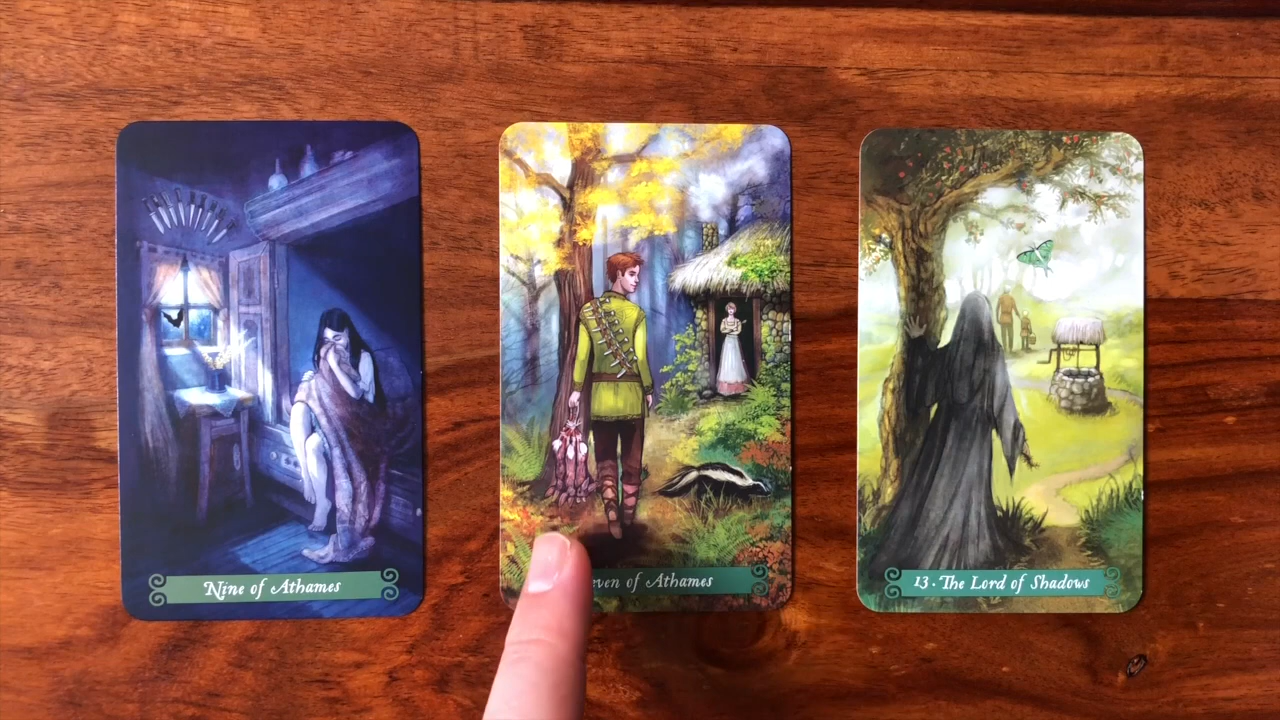 Nine of Athames
even of Athames
13 • The Lord of Shadows